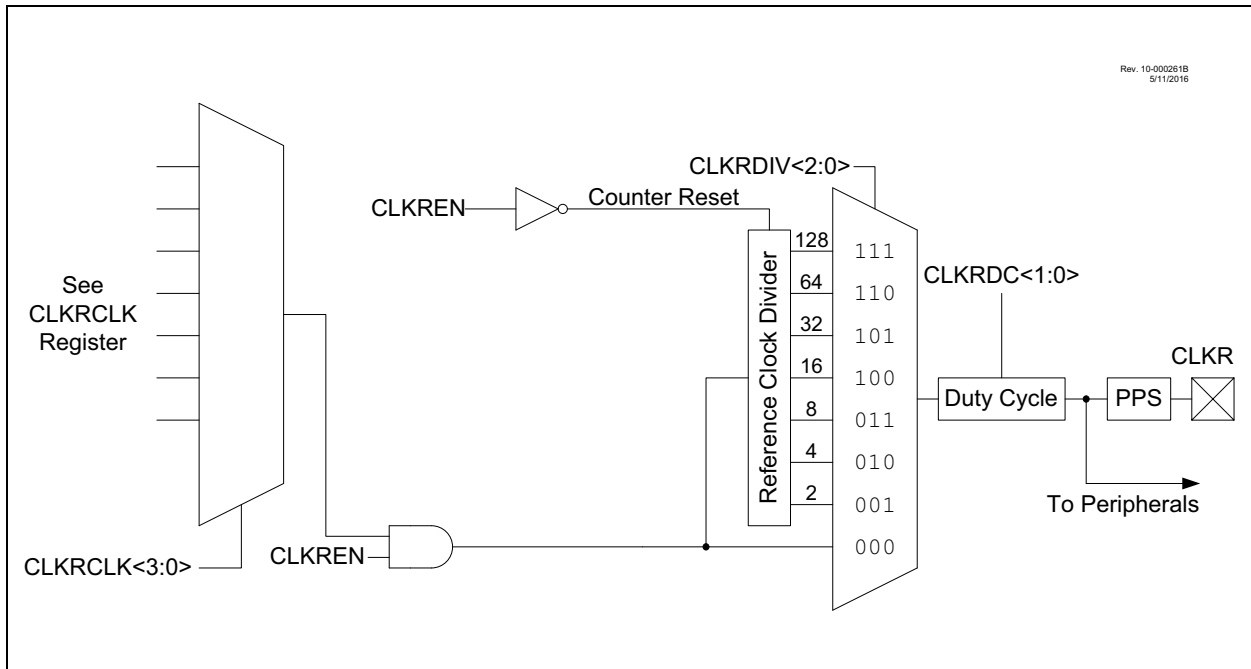 Rev. 10-000261B
5/11/2016
CLKRDIV<2:0>
CLKREN
Counter Reset
128
111
64
110
32
101
16
100
8
011
4
010
2
001
000
Reference Clock Divider
See
CLKRCLK
Register
CLKRDC<1:0>
CLKR
Duty Cycle
PPS
To Peripherals
CLKREN
CLKRCLK<3:0>